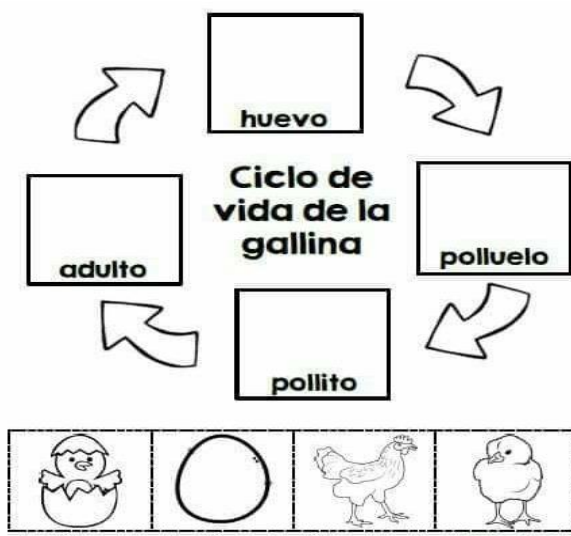 huevo
Ciclo de
vida de la
gallina
adulto
polluelo
pollito